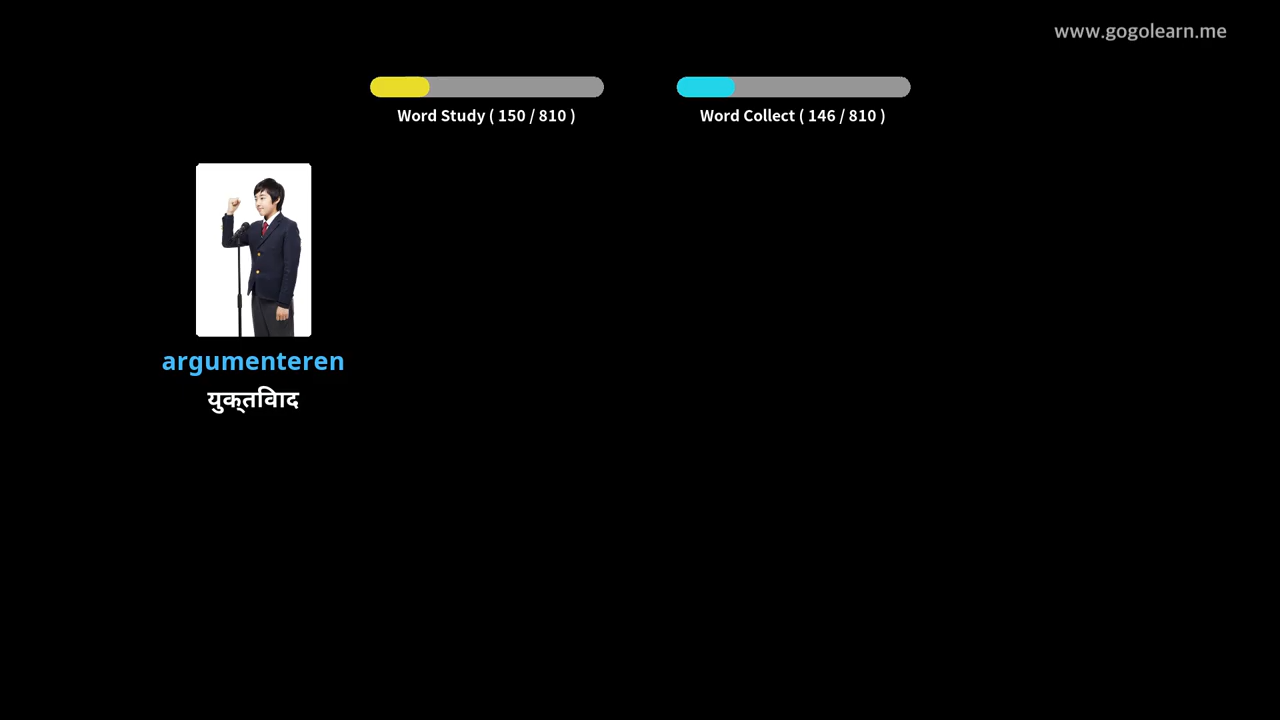 www.gogolearn.me
Word Study ( 150 / 810 )
Word Collect ( 146 / 810 )
argumenteren
युक्तिवाद